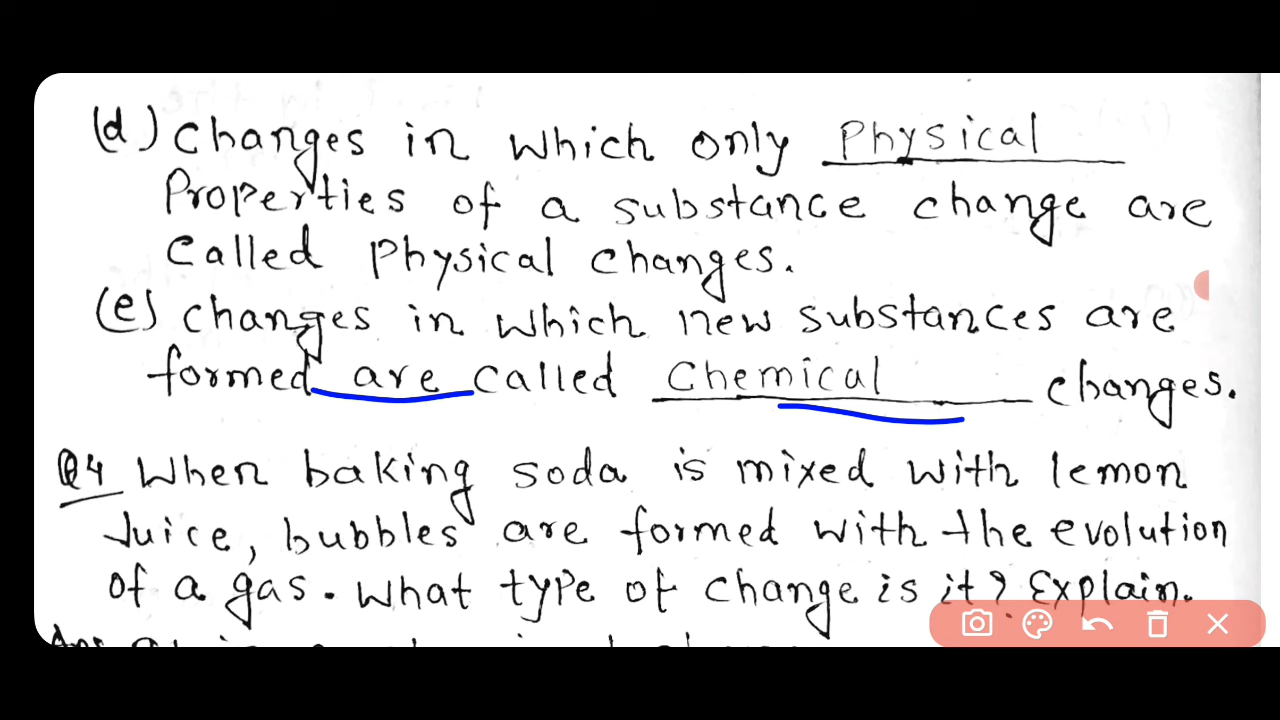 (d) Changes in which only Physical
Properties of a substance change are
Called Physical changes.
(e) Changes in which new substances are
formed are called Chemical changes.
Q4 When baking soda is mixed with lemon
Juice, bubbles are formed with the evolution
of a gas. What type of change is it? Explain.
Ans